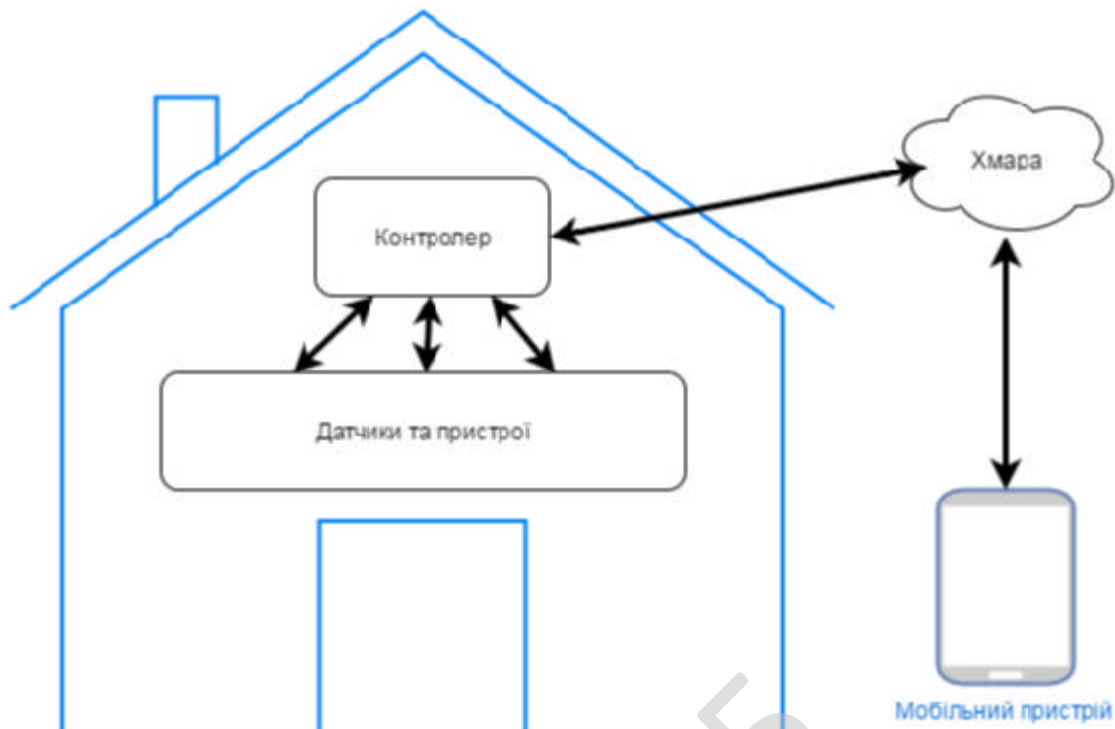 Хмара
Контролер
Датчики та пристрої
Мобільний пристрій